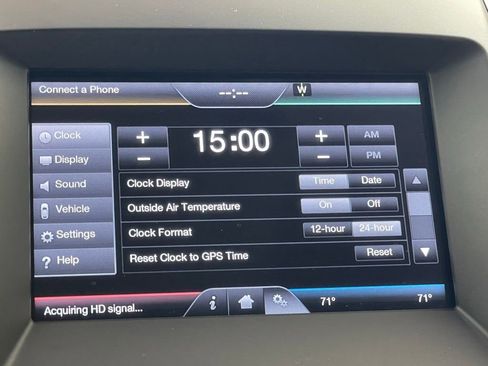 Connect a Phone --:-- W
Clock + 15:00 + AM
Display - - PM
Sound Clock Display Time Date
Vehicle Outside Air Temperature On Off
Settings Clock Format 12-hour 24-hour
? Help Reset Clock to GPS Time Reset
Acquiring HD signal... i 71° 71°